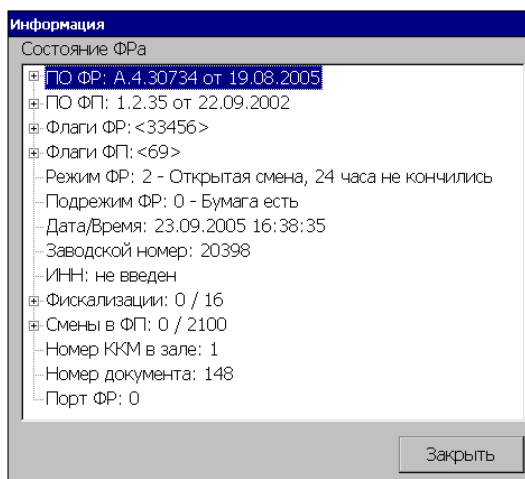 Информация
Состояние ФРа
ПО ФР: A.4.30734 от 19.08.2005
ПО ФП: 1.2.35 от 22.09.2002
Флаги ФР:<33456>
Флаги ФП:<69>
Режим ФР: 2 - Открытая смена, 24 часа не кончились
Подрежим ФР: 0 - Бумага есть
Дата/Время: 23.09.2005 16:38:35
Заводской номер: 20398
ИНН: не введен
Фискализации: 0 / 16
Смены в ФП: 0 / 2100
Номер ККМ в зале: 1
Номер документа: 148
Порт ФР: 0
Закрыть